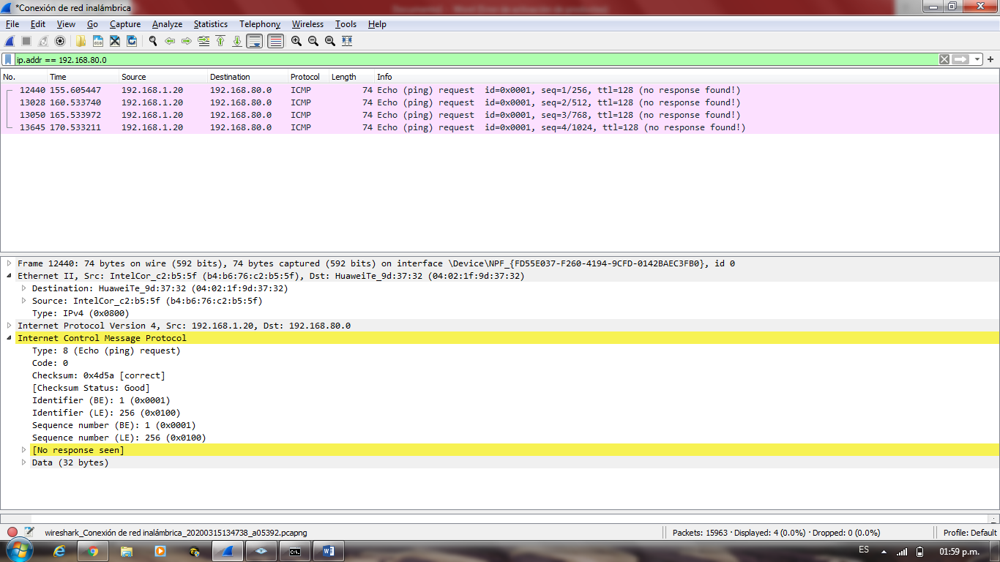 *Conexión de red inalámbrica
File Edit View Go Capture Analyze Statistics Telephony Wireless Tools Help
ip.addr == 192.168.80.0
No. Time Source Destination Protocol Length Info
12440 155.605447 192.168.1.20 192.168.80.0 ICMP 74 Echo (ping) request id=0x0001, seq=1/256, ttl=128 (no response found!)
13028 160.533740 192.168.1.20 192.168.80.0 ICMP 74 Echo (ping) request id=0x0001, seq=2/512, ttl=128 (no response found!)
13050 165.533972 192.168.1.20 192.168.80.0 ICMP 74 Echo (ping) request id=0x0001, seq=3/768, ttl=128 (no response found!)
13645 170.533211 192.168.1.20 192.168.80.0 ICMP 74 Echo (ping) request id=0x0001, seq=4/1024, ttl=128 (no response found!)
Frame 12440: 74 bytes on wire (592 bits), 74 bytes captured (592 bits) on interface \Device\NPF_{FD55E037-F260-4194-9CFD-0142BAEC3FB0}, id 0
Ethernet II, Src: IntelCor_c2:b5:5f (b4:b6:76:c2:b5:5f), Dst: HuaweiTe_9d:37:32 (04:02:1f:9d:37:32)
Destination: HuaweiTe_9d:37:32 (04:02:1f:9d:37:32)
Source: IntelCor_c2:b5:5f (b4:b6:76:c2:b5:5f)
Type: IPv4 (0x0800)
Internet Protocol Version 4, Src: 192.168.1.20, Dst: 192.168.80.0
Internet Control Message Protocol
Type: 8 (Echo (ping) request)
Code: 0
Checksum: 0x4d5a [correct]
[Checksum Status: Good]
Identifier (BE): 1 (0x0001)
Identifier (LE): 256 (0x0100)
Sequence number (BE): 1 (0x0001)
Sequence number (LE): 256 (0x0100)
[No response seen]
Data (32 bytes)
wireshark_Conexión de red inalámbrica_20200315134738_a05392.pcapng
Packets: 15963 · Displayed: 4 (0.0%) · Dropped: 0 (0.0%)
Profile: Default
ES
01:59 p.m.